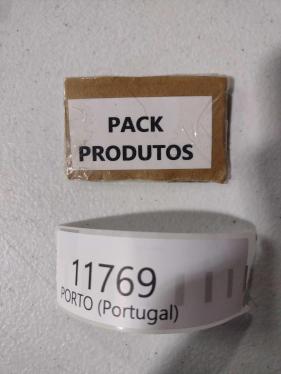 PACK
PRODUTOS
11769
PORTO (Portugal)